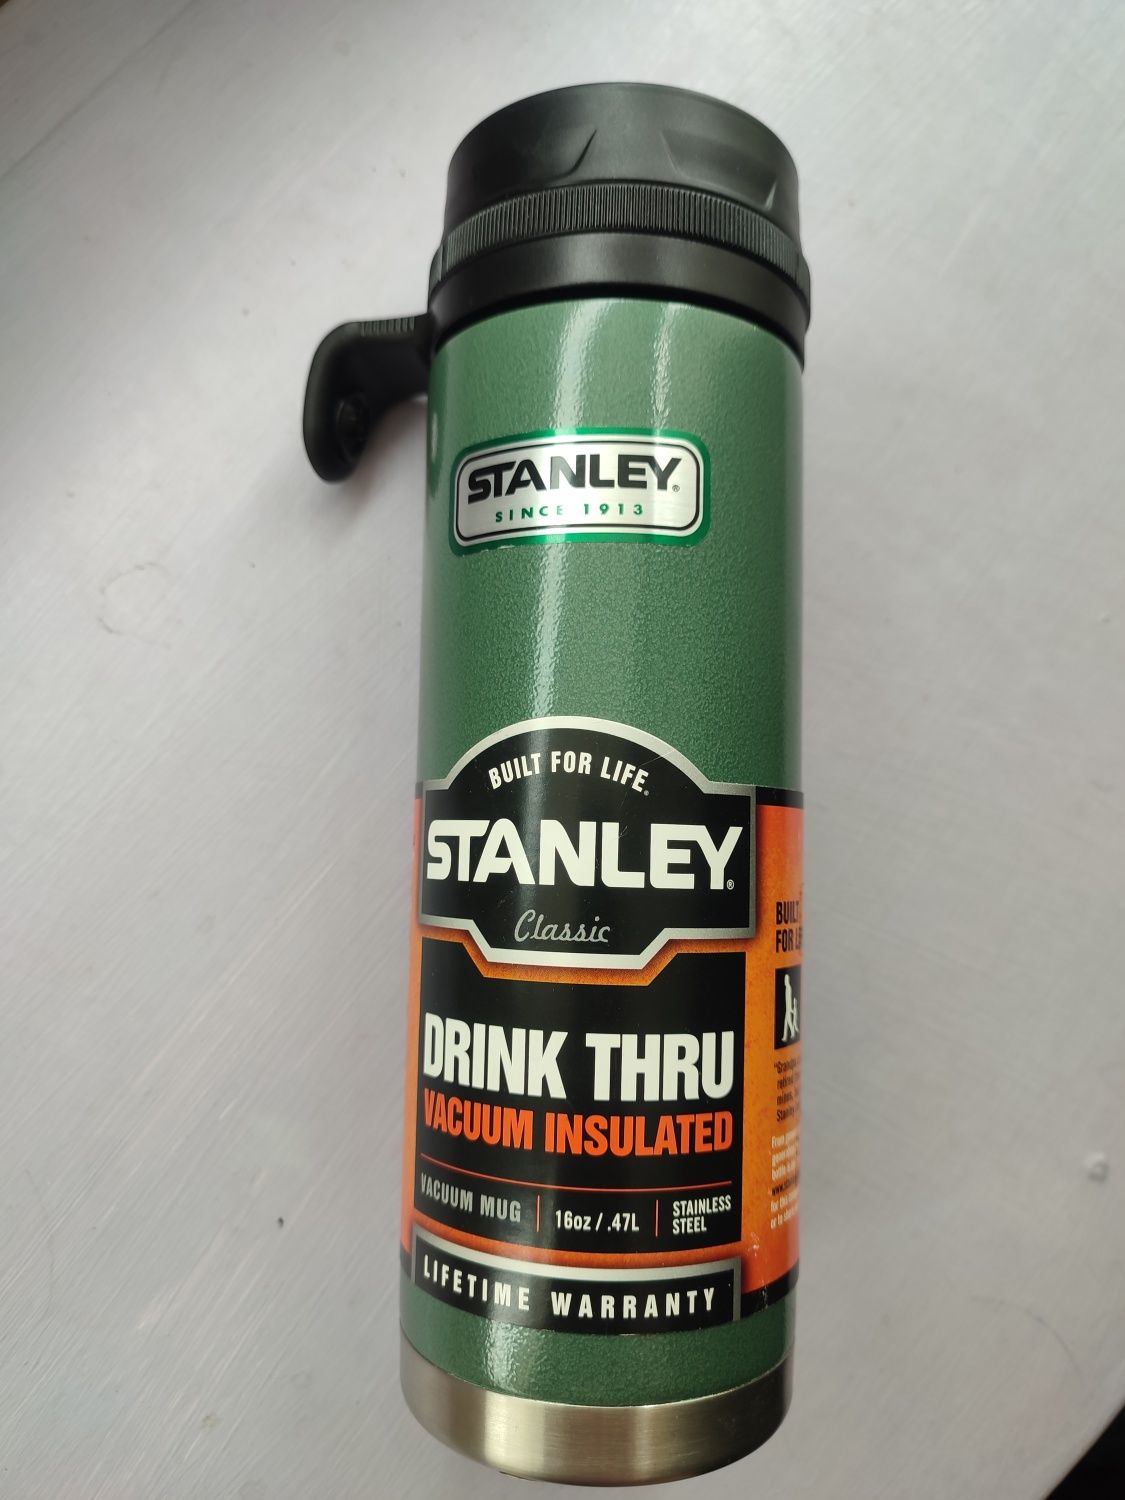 STANLEY®
SINCE 1913
BUILT FOR LIFE®
STANLEY®
Classic
DRINK THRU
VACUUM INSULATED
VACUUM MUG
16oz / .47L
STAINLESS
STEEL
LIFETIME WARRANTY
BUILT
FOR